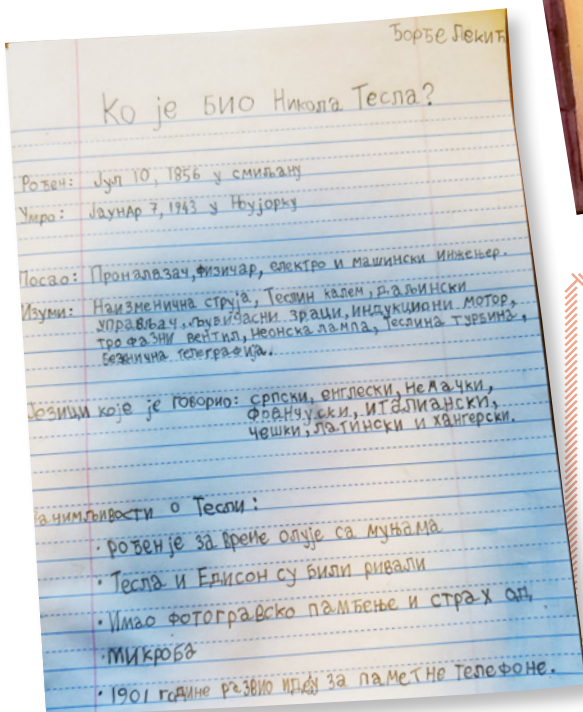 Ђорђе Лекић
Ко је био Никола Тесла?
Рођен: Јул 10, 1856 у смиљану
Умро: Јаунар 7, 1943 у Њујорку
Посао: Проналазач, физичар, електро и машински инжењер.
Изуми: Наизменична струја, Теслин калем, даљински
управљач, љубичасни зраци, индукциони мотор,
трофазни вентил, неонска лампа, теслина турбина,
бежична телеграфија.
Језици које је говорио: српски, енглески, немачки,
француски, италиански,
чешки, латински и хангерски.
Занимљивости о Тесли:
· рођен је за време олује са муњама
· Тесла и Едисон су били ривали
· Имао фотогравско памћење и страх од
· микроба
· 1901 године развио идеју за паметне телефоне.